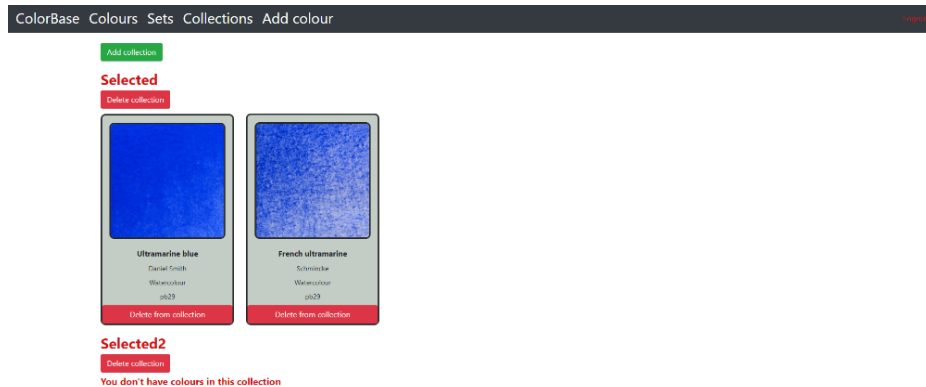 ColorBase Colours Sets Collections Add colour
Add collection
Selected
Delete collection
Ultramarine blue
Daniel Smith
Watercolour
pb29
Delete from collection
French ultramarine
Schmincke
Watercolour
pb29
Delete from collection
Selected2
Delete collection
You don't have colours in this collection